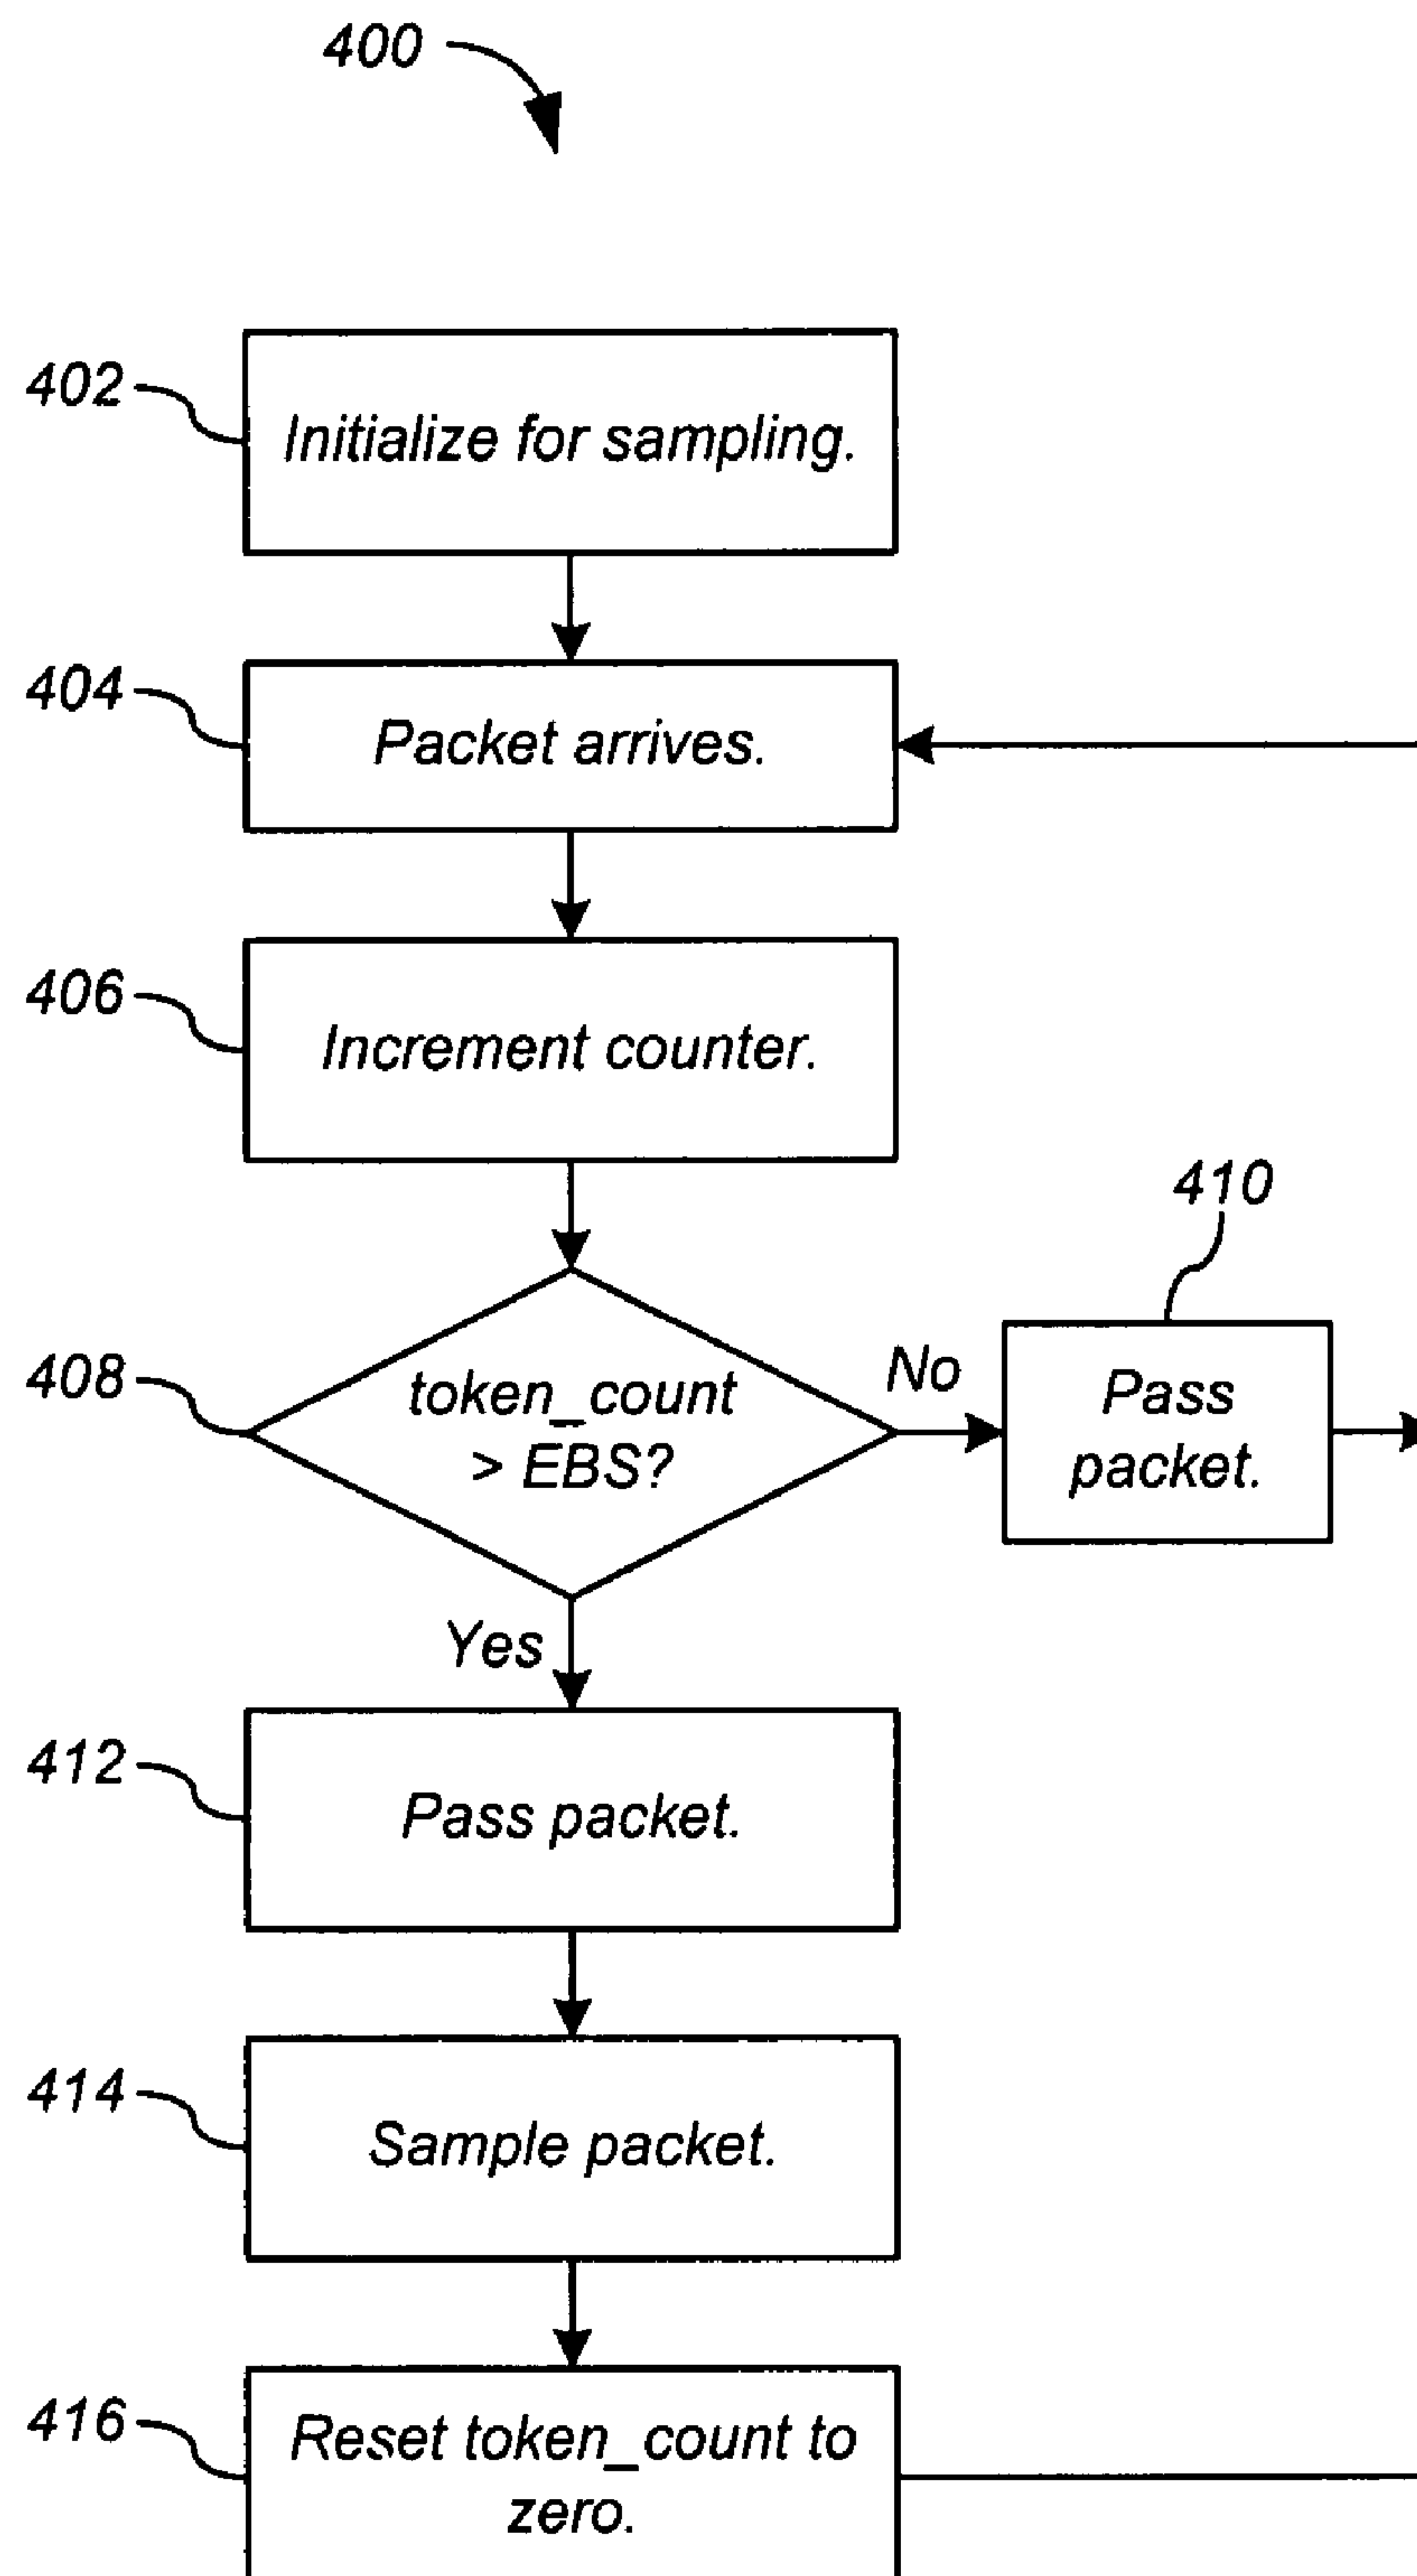 400
402
Initialize for sampling.
404
Packet arrives.
406
Increment counter.
408
token_count
> EBS?
No
410
Pass
packet.
Yes
412
Pass packet.
414
Sample packet.
416
Reset token_count to
zero.